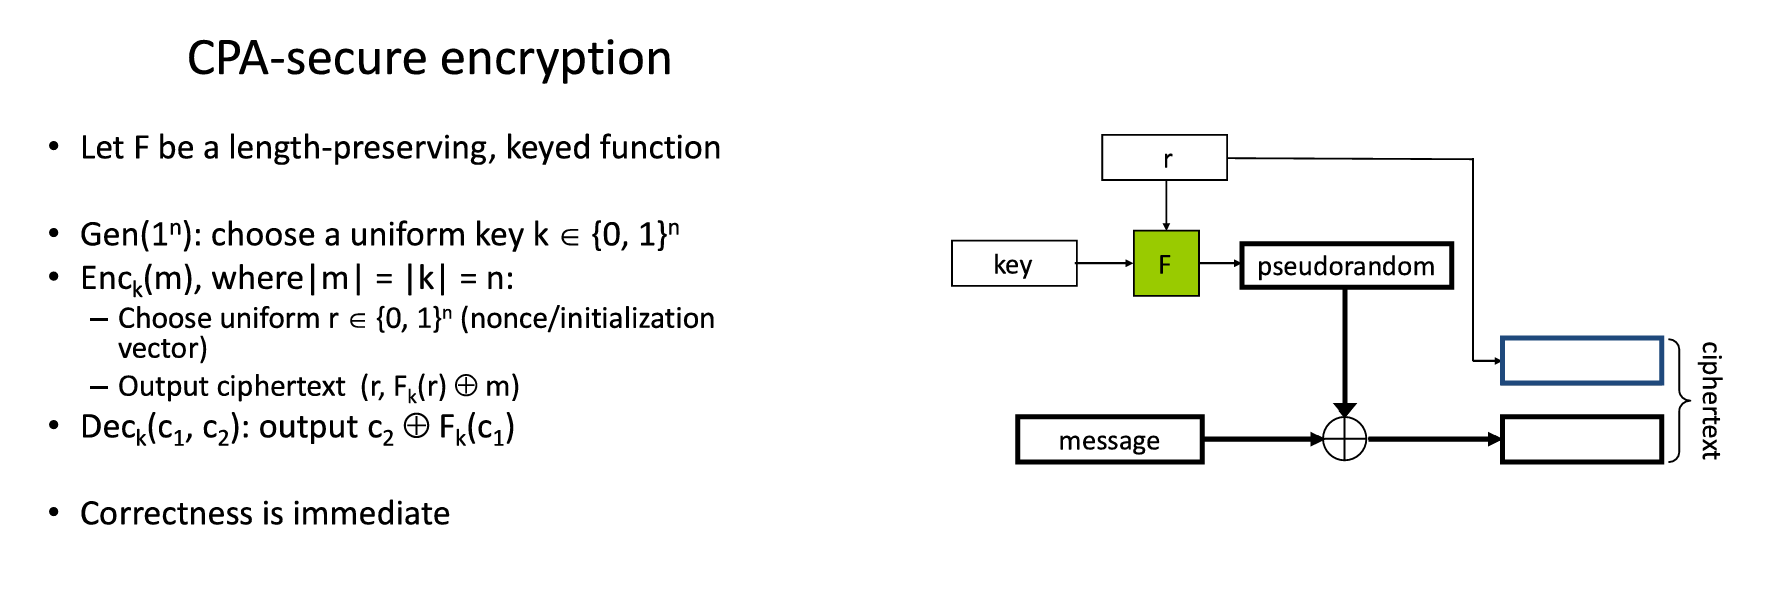 CPA-secure encryption
• Let F be a length-preserving, keyed function
• Gen(1ⁿ): choose a uniform key k ∈ {0, 1}ⁿ
• Encₖ(m), where|m| = |k| = n:
– Choose uniform r ∈ {0, 1}ⁿ (nonce/initialization
vector)
– Output ciphertext (r, Fₖ(r) ⊕ m)
• Decₖ(c₁, c₂): output c₂ ⊕ Fₖ(c₁)
• Correctness is immediate
r
key
F
pseudorandom
message
ciphertext